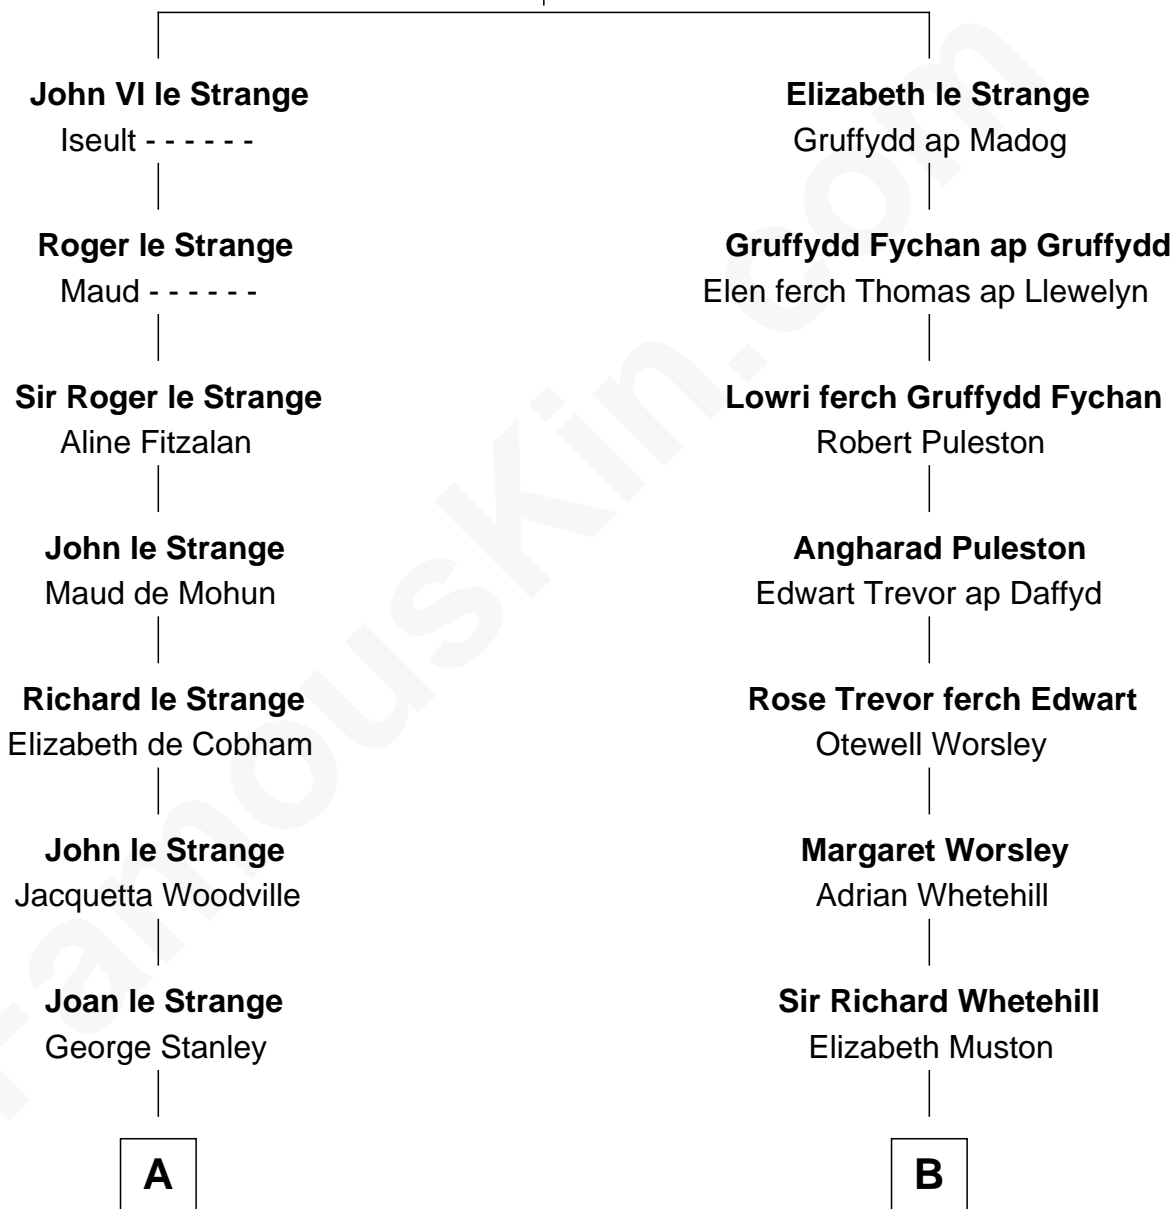 John VI le Strange
Iseult - - - - - -
Roger le Strange
Maud - - - - - -
Sir Roger le Strange
Aline Fitzalan
John le Strange
Maud de Mohun
Richard le Strange
Elizabeth de Cobham
John le Strange
Jacquetta Woodville
Joan le Strange
George Stanley
A
Elizabeth le Strange
Gruffydd ap Madog
Gruffydd Fychan ap Gruffydd
Elen ferch Thomas ap Llewelyn
Lowri ferch Gruffydd Fychan
Robert Puleston
Angharad Puleston
Edwart Trevor ap Daffyd
Rose Trevor ferch Edwart
Otewell Worsley
Margaret Worsley
Adrian Whetehill
Sir Richard Whetehill
Elizabeth Muston
B
FamousKin.com